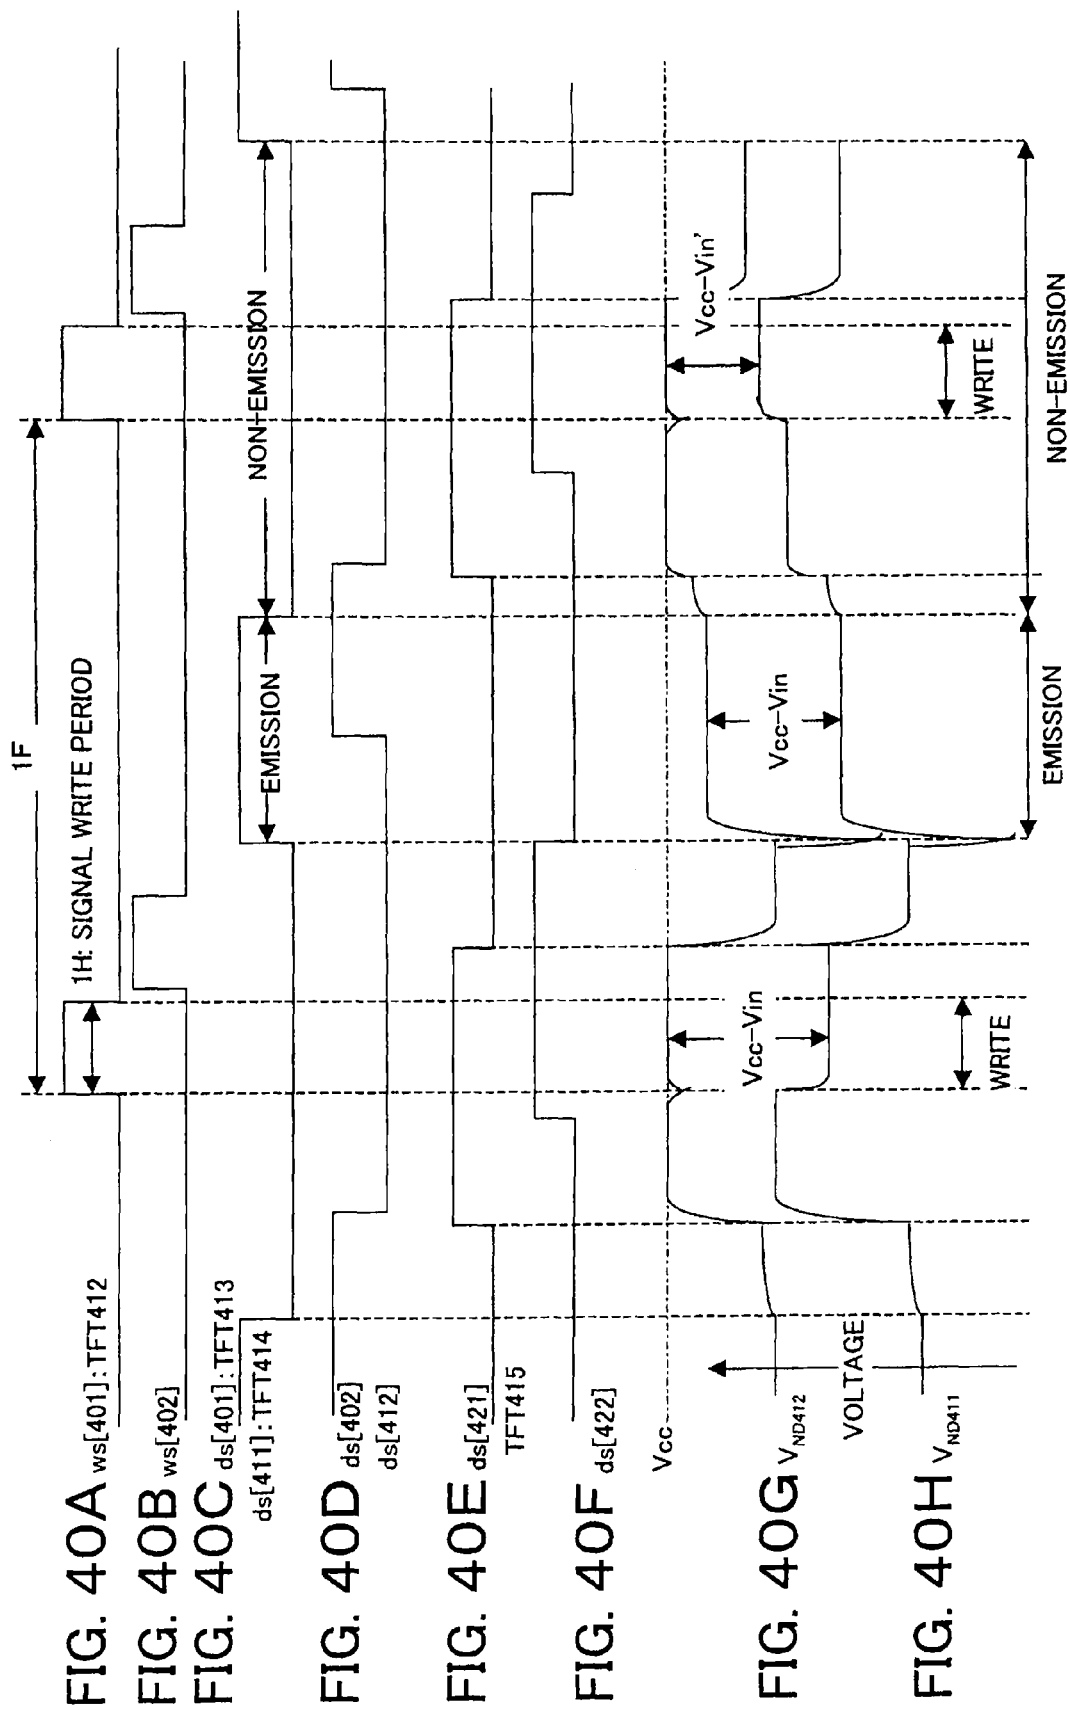 FIG. 40A ws[401]:TFT412
FIG. 40B ws[402]
FIG. 40C ds[401]:TFT413
ds[411]:TFT414
FIG. 40D ds[402]
ds[412]
FIG. 40E ds[421]
TFT415
FIG. 40F ds[422]
Vcc
FIG. 40G VND412
VOLTAGE
FIG. 40H VND411
1F
1H: SIGNAL WRITE PERIOD
EMISSION
NON-EMISSION
Vcc-Vin
Vcc-Vin
Vcc-Vin'
WRITE
WRITE
EMISSION
NON-EMISSION